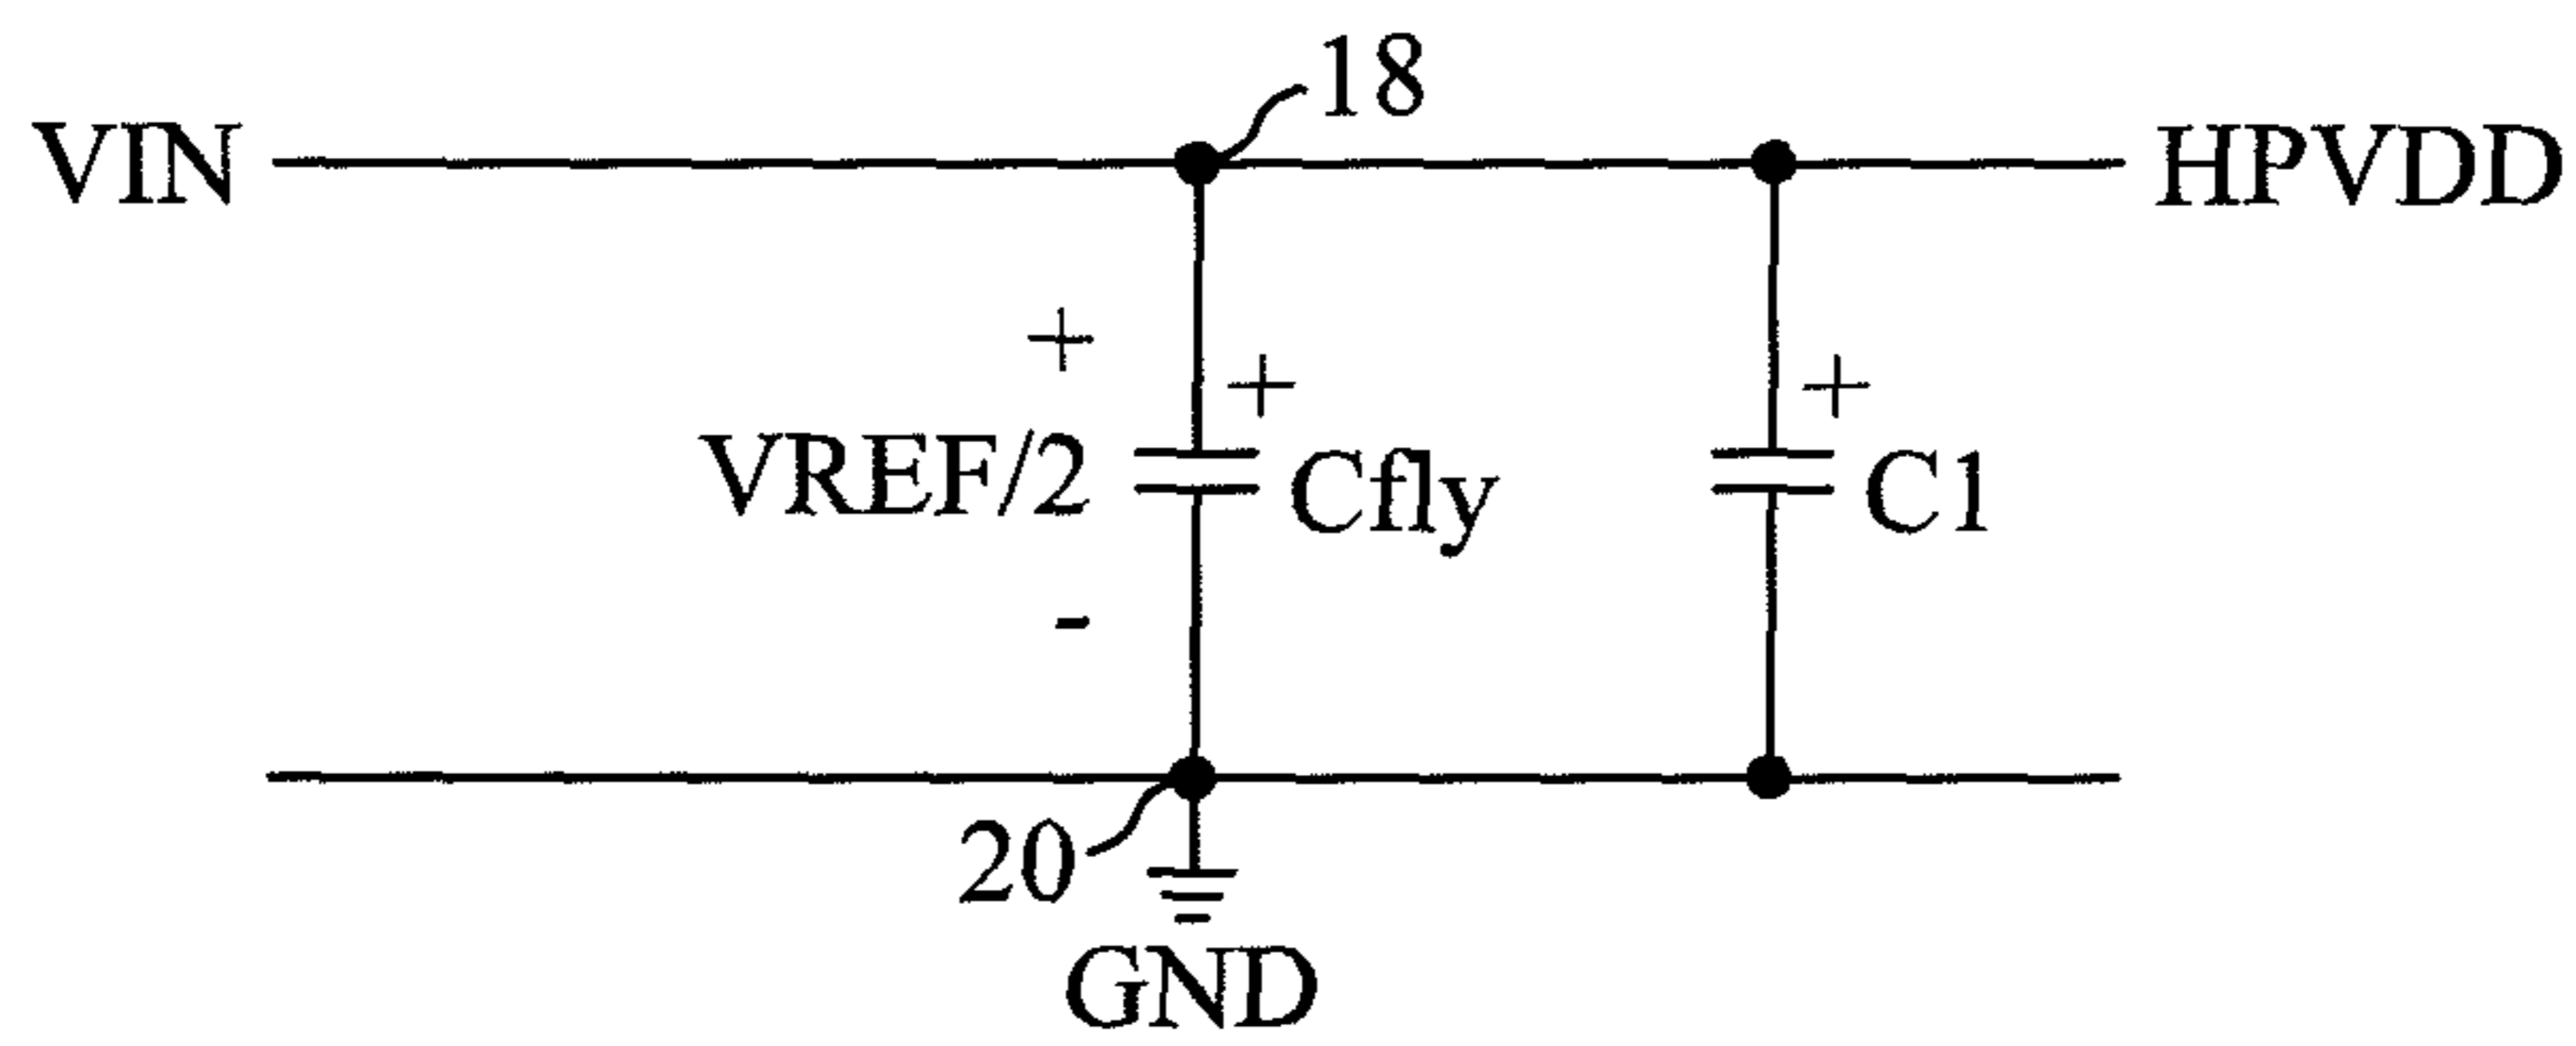 18
VIN
HPVDD
+
+
+
VREF/2
Cfly
C1
-
20
GND